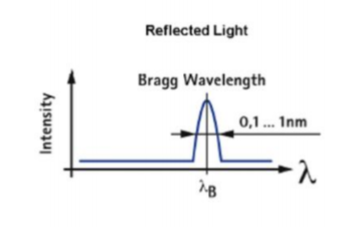 Reflected Light
Bragg Wavelength
Intensity
0,1 ... 1nm
λ
λB